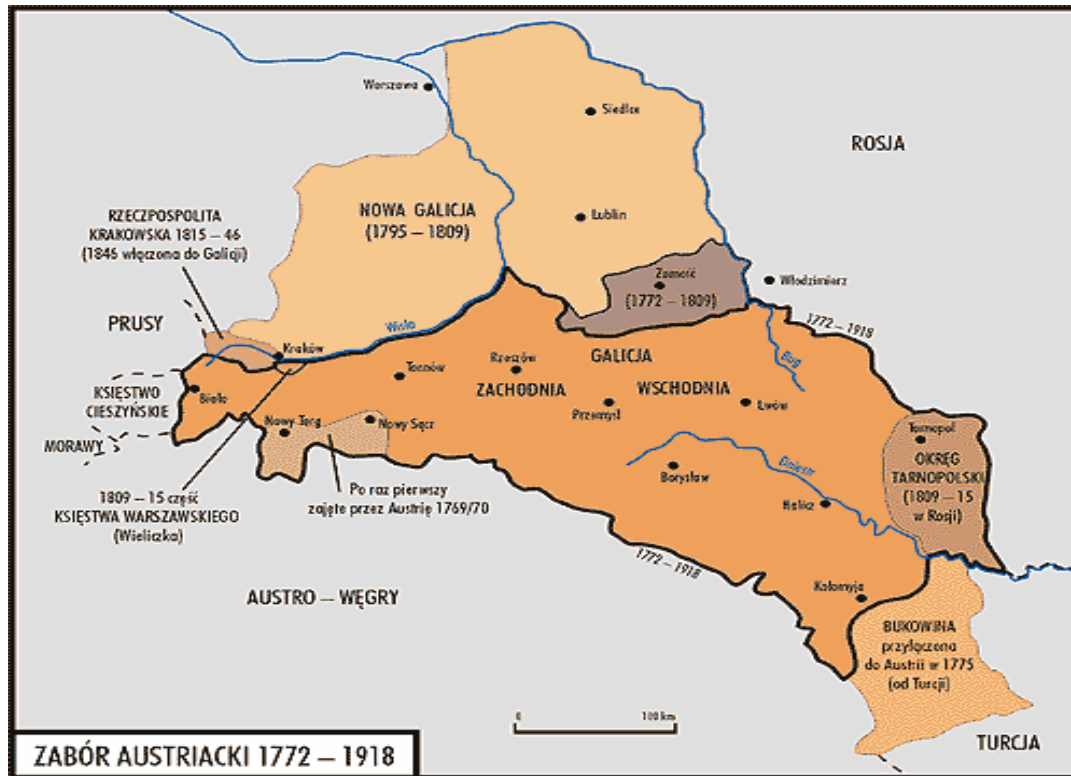 Warszawa
Siedlce
ROSJA
NOWA GALICJA
(1795 – 1809)
Lublin
RZECZPOSPOLITA
KRAKOWSKA 1815 – 46
(1846 włączona do Galicji)
Zamość
(1772 – 1809)
Włodzimierz
PRUSY
Wisła
Kraków
1772 – 1918
Bug
KSIĘSTWO
CIESZYŃSKIE
Biała
Tarnów
Rzeszów
GALICJA
ZACHODNIA
WSCHODNIA
Przemyśl
Lwów
MORAWY
Nowy Targ
Nowy Sącz
Tarnopol
OKRĘG
TARNOPOLSKI
(1809 – 15
w Rosji)
Dniestr
Borysław
Halicz
1809 – 15 część
KSIĘSTWA WARSZAWSKIEGO
(Wieliczka)
Po raz pierwszy
zajęte przez Austrię 1769/70
1772 – 1918
AUSTRO – WĘGRY
Kołomyja
BUKOWINA
przyłączona
do Austrii w 1775
(od Turcji)
0 100 km
TURCJA
ZABÓR AUSTRIACKI 1772 – 1918